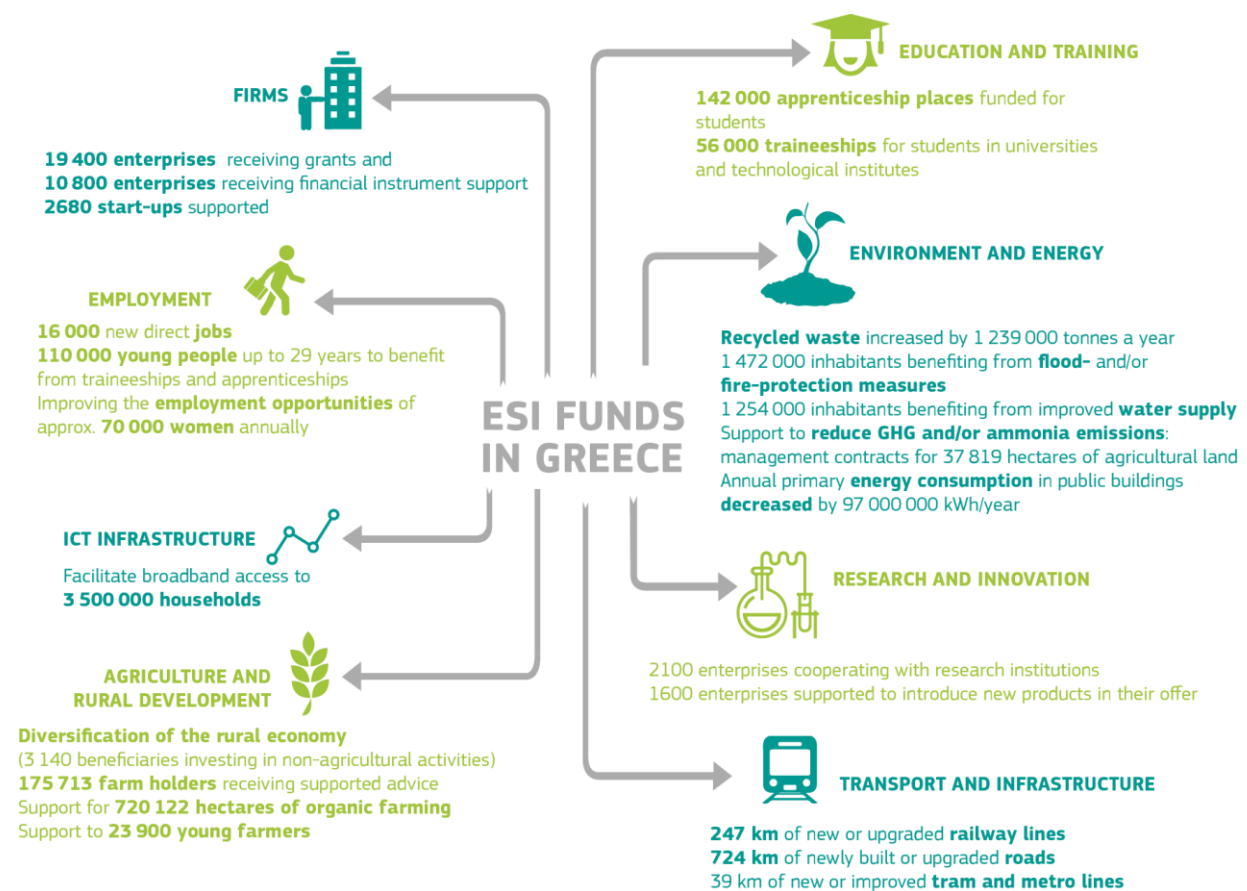 FIRMS
19 400 enterprises receiving grants and
10 800 enterprises receiving financial instrument support
2680 start-ups supported
EMPLOYMENT
16 000 new direct jobs
110 000 young people up to 29 years to benefit
from traineeships and apprenticeships
Improving the employment opportunities of
approx. 70 000 women annually
ICT INFRASTRUCTURE
Facilitate broadband access to
3 500 000 households
AGRICULTURE AND
RURAL DEVELOPMENT
Diversification of the rural economy
(3 140 beneficiaries investing in non-agricultural activities)
175 713 farm holders receiving supported advice
Support for 720 122 hectares of organic farming
Support to 23 900 young farmers
ESI FUNDS
IN GREECE
EDUCATION AND TRAINING
142 000 apprenticeship places funded for
students
56 000 traineeships for students in universities
and technological institutes
ENVIRONMENT AND ENERGY
Recycled waste increased by 1 239 000 tonnes a year
1 472 000 inhabitants benefiting from flood- and/or
fire-protection measures
1 254 000 inhabitants benefiting from improved water supply
Support to reduce GHG and/or ammonia emissions:
management contracts for 37 819 hectares of agricultural land
Annual primary energy consumption in public buildings
decreased by 97 000 000 kWh/year
RESEARCH AND INNOVATION
2100 enterprises cooperating with research institutions
1600 enterprises supported to introduce new products in their offer
TRANSPORT AND INFRASTRUCTURE
247 km of new or upgraded railway lines
724 km of newly built or upgraded roads
39 km of new or improved tram and metro lines